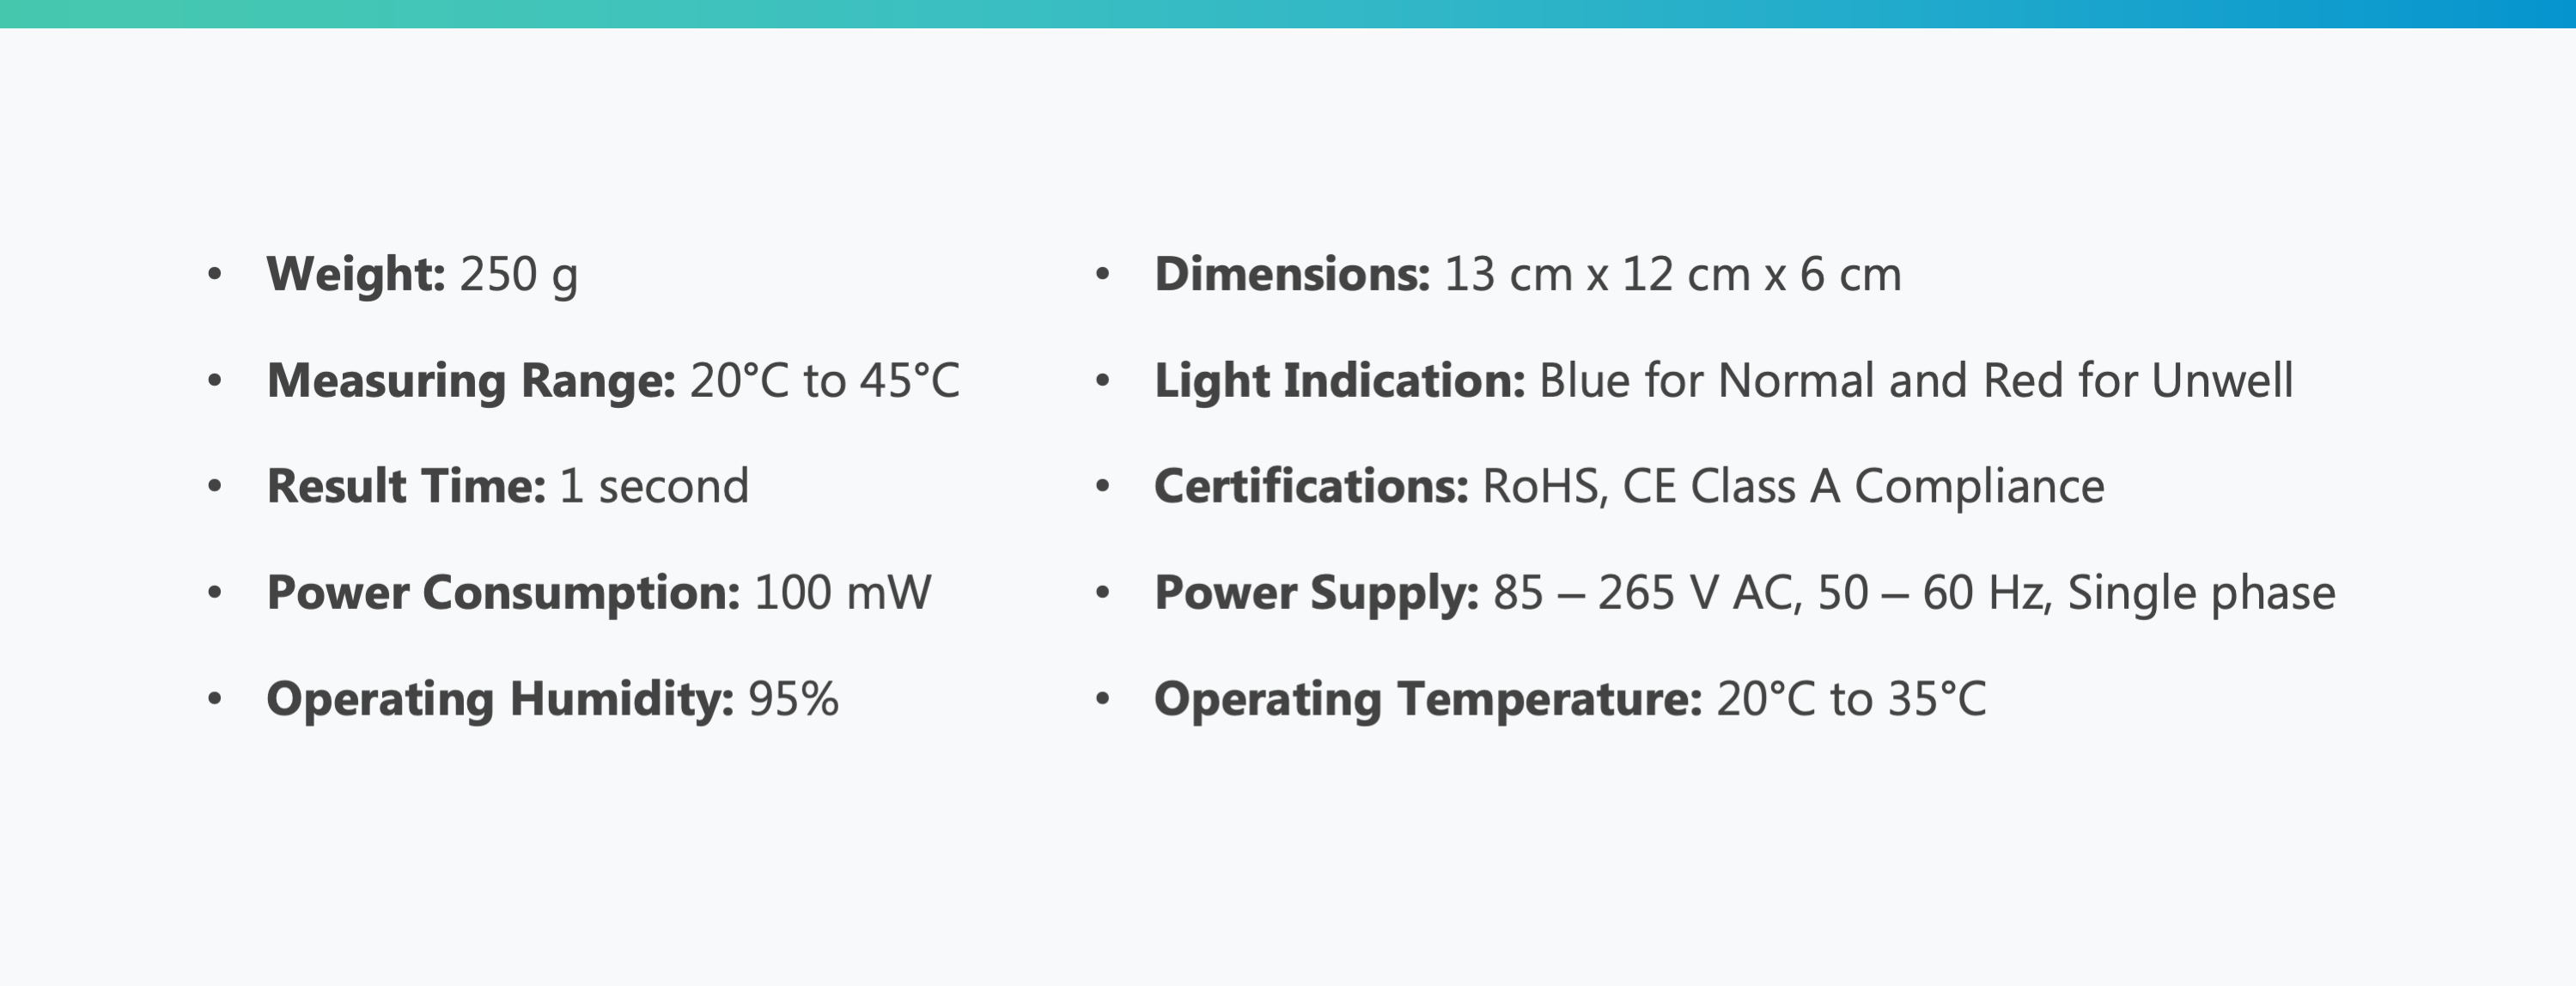 • Weight: 250 g
• Measuring Range: 20°C to 45°C
• Result Time: 1 second
• Power Consumption: 100 mW
• Operating Humidity: 95%
• Dimensions: 13 cm x 12 cm x 6 cm
• Light Indication: Blue for Normal and Red for Unwell
• Certifications: RoHS, CE Class A Compliance
• Power Supply: 85 – 265 V AC, 50 – 60 Hz, Single phase
• Operating Temperature: 20°C to 35°C